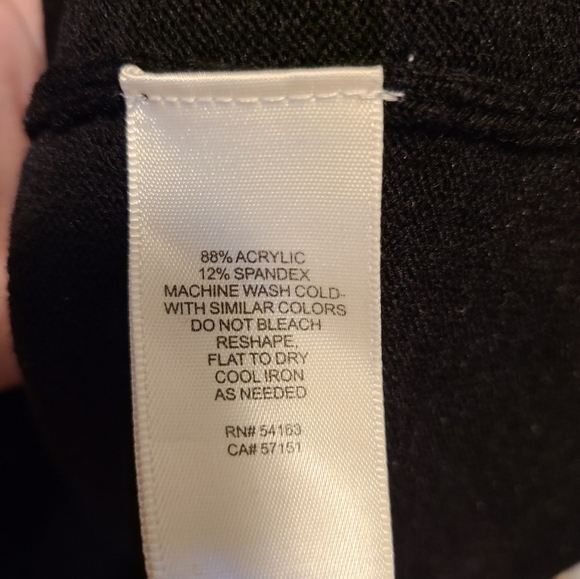 88% ACRYLIC
12% SPANDEX
MACHINE WASH COLD-
WITH SIMILAR COLORS
DO NOT BLEACH
RESHAPE,
FLAT TO DRY
COOL IRON
AS NEEDED
RN# 54163
CA# 57151